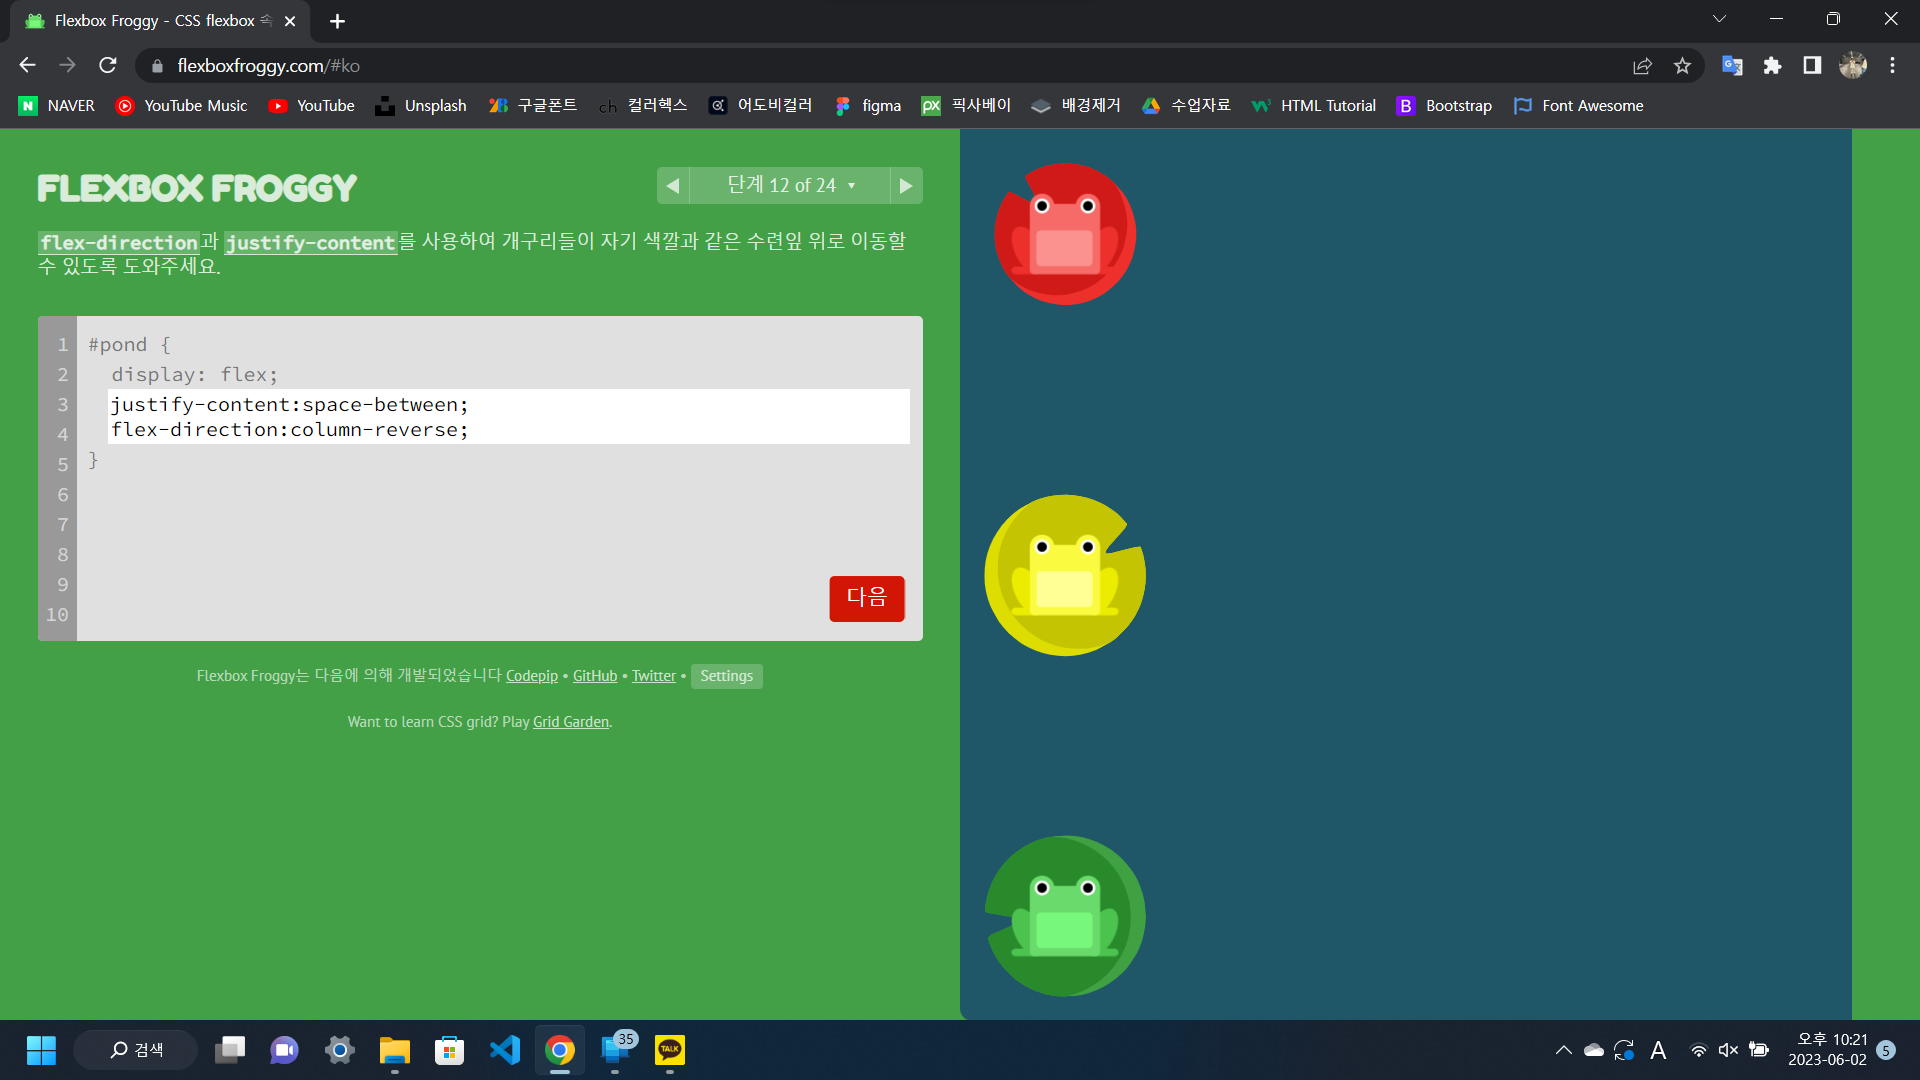 Flexbox Froggy - CSS flexbox 속
flexboxfroggy.com/#ko
NAVER YouTube Music YouTube Unsplash 구글폰트 컬러헥스 어도비컬러 figma 픽사베이 배경제거 수업자료 HTML Tutorial Bootstrap Font Awesome
FLEXBOX FROGGY
단계 12 of 24
flex-direction과 justify-content를 사용하여 개구리들이 자기 색깔과 같은 수련잎 위로 이동할
수 있도록 도와주세요.
1 #pond {
2 display: flex;
3 justify-content:space-between;
4 flex-direction:column-reverse;
5 }
6
7
8
9
10
다음
Flexbox Froggy는 다음에 의해 개발되었습니다 Codepip • GitHub • Twitter • Settings
Want to learn CSS grid? Play Grid Garden.
검색
35
TALK
A
오후 10:21
2023-06-02
5